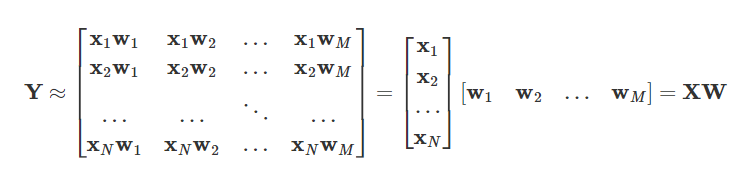 𝐘 ≈ [ 𝐱₁𝐰₁ 𝐱₁𝐰₂ … 𝐱₁𝐰_M
𝐱₂𝐰₁ 𝐱₂𝐰₂ … 𝐱₂𝐰_M
… … ⋱ …
𝐱_N𝐰₁ 𝐱_N𝐰₂ … 𝐱_N𝐰_M ] = [ 𝐱₁
𝐱₂
…
𝐱_N ] [𝐰₁ 𝐰₂ … 𝐰_M] = 𝐗𝐖